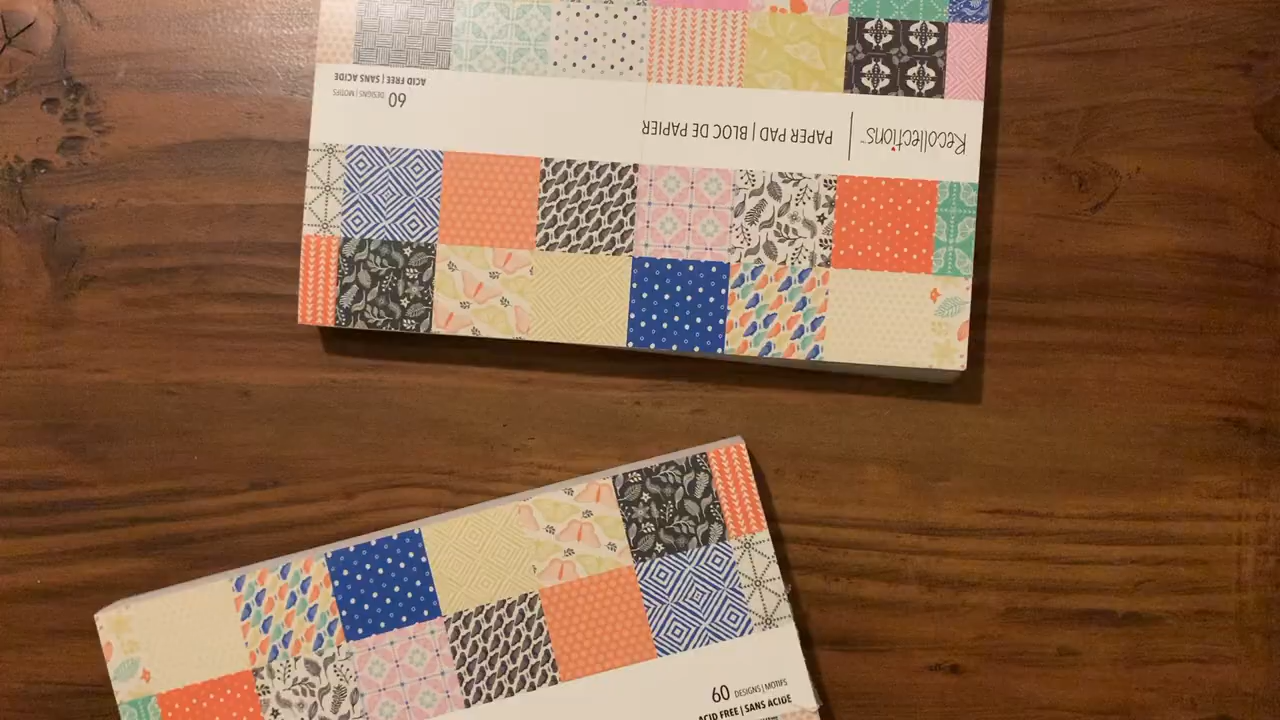 Recollections™ | PAPER PAD | BLOC DE PAPIER
60 DESIGNS | MOTIFS
ACID FREE | SANS ACIDE
60 DESIGNS | MOTIFS
ACID FREE | SANS ACIDE